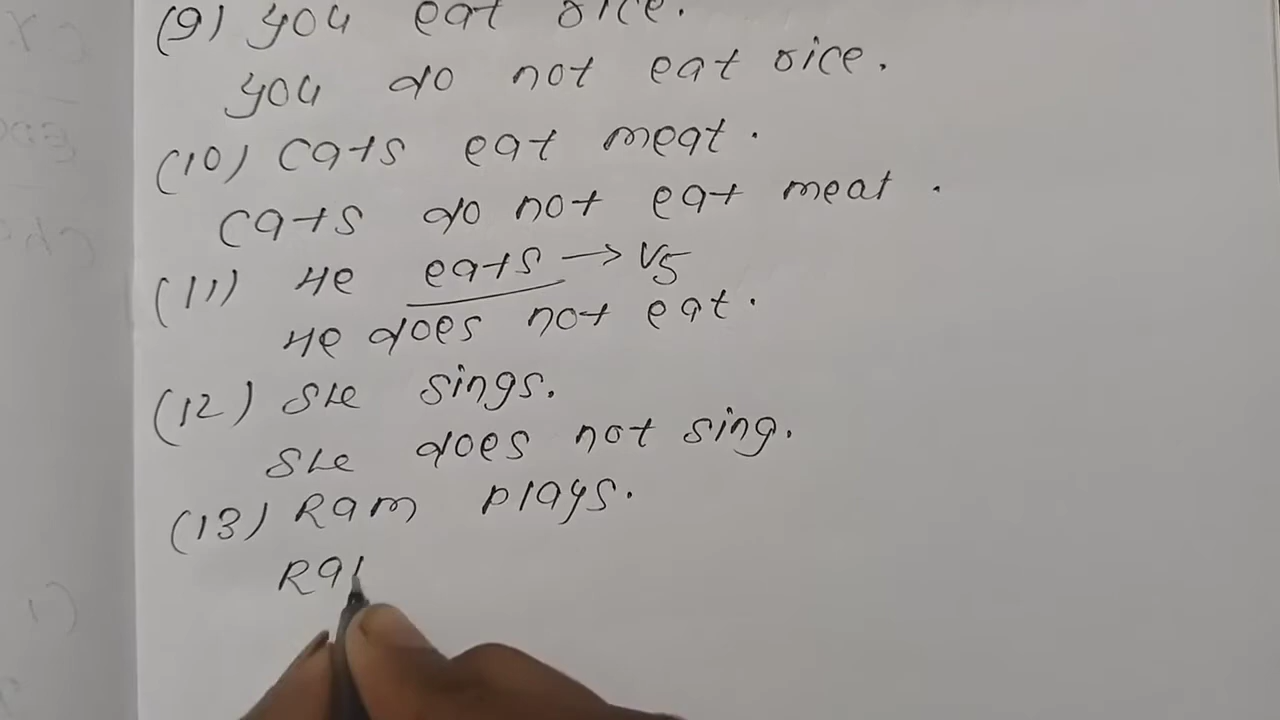 (9) you eat rice.
you do not eat rice.
(10) Cats eat meat.
Cats do not eat meat.
(11) He eats → V5
He does not eat.
(12) She sings.
She does not sing.
(13) Ram plays.
Ra